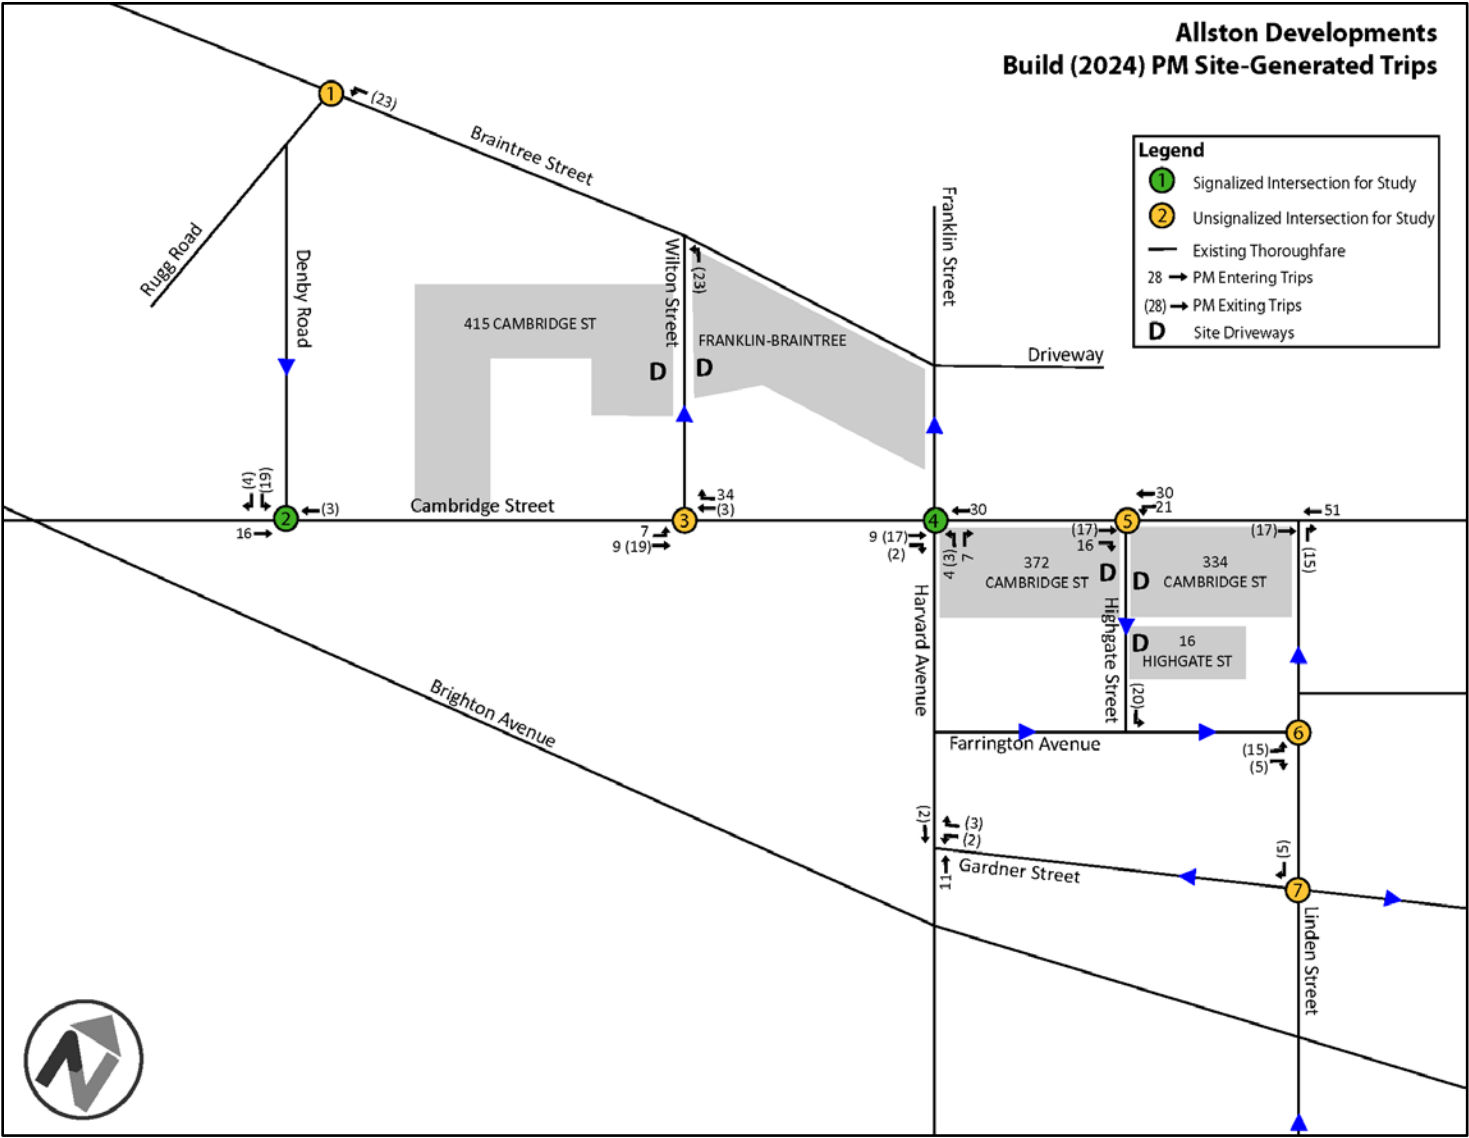 Allston Developments
Build (2024) PM Site-Generated Trips
1
(23)
Braintree Street
Legend
1 Signalized Intersection for Study
2 Unsignalized Intersection for Study
Existing Thoroughfare
28 PM Entering Trips
(28) PM Exiting Trips
D Site Driveways
Rugg Road
Denby Road
Wilton Street
(23)
Franklin Street
415 CAMBRIDGE ST
FRANKLIN-BRAINTREE
Driveway
D
D
(4)
(19)
2
(3)
16
Cambridge Street
34
(3)
3
7
9 (19)
4
30
9 (17)
(2)
4 (3)
7
30
21
5
(17)
16
51
(17)
(15)
372
CAMBRIDGE ST
D
D
334
CAMBRIDGE ST
Harvard Avenue
Highgate Street
D
16
HIGHGATE ST
(20)
Brighton Avenue
Farrington Avenue
6
(15)
(5)
(2)
(3)
(2)
11
Gardner Street
(5)
7
Linden Street
N